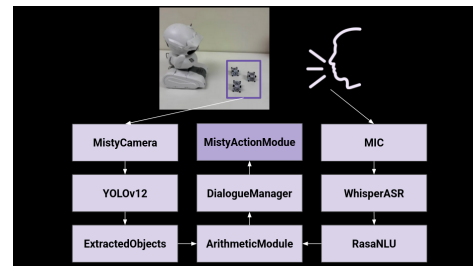 MistyCamera
MistyActionModue
MIC
YOLOv12
DialogueManager
WhisperASR
ExtractedObjects
ArithmeticModule
RasaNLU